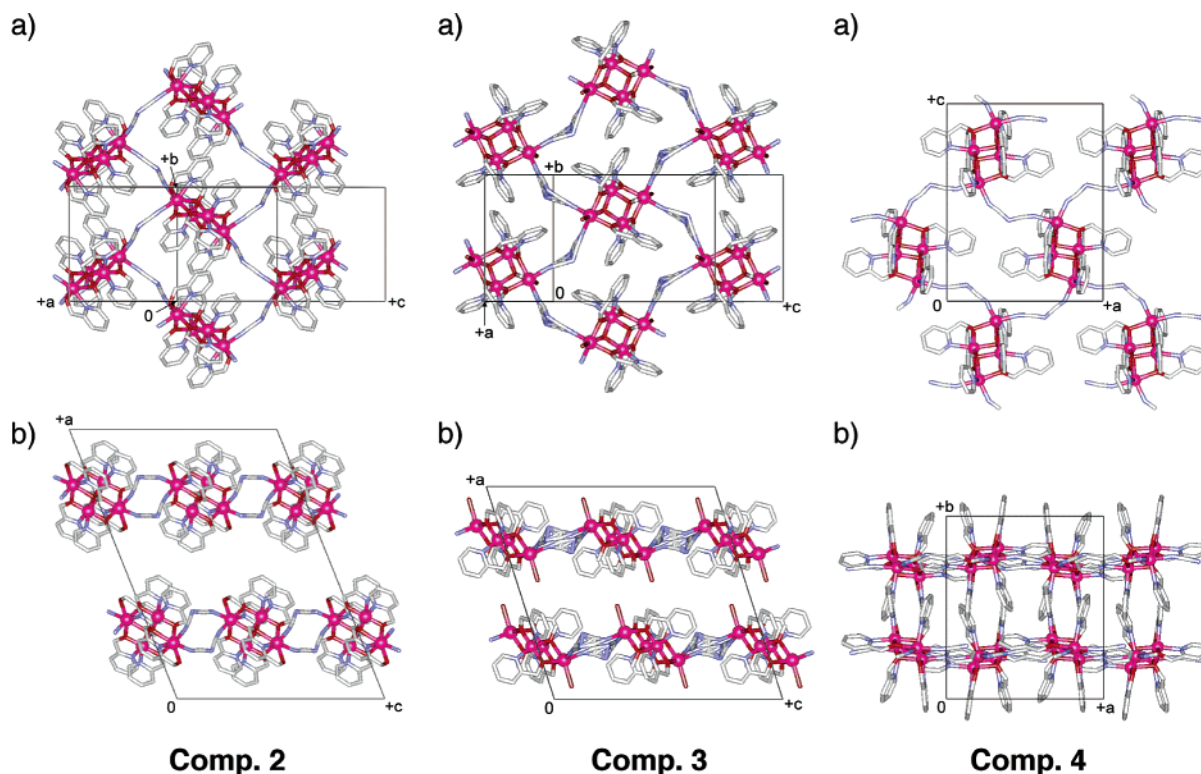 a) a) a)
+b
+a 0 +c
+b
0
+a +c
+c
0 +a
b) b) b)
+a
0 +c
+a
0 +c
+b
0 +a
Comp. 2 Comp. 3 Comp. 4